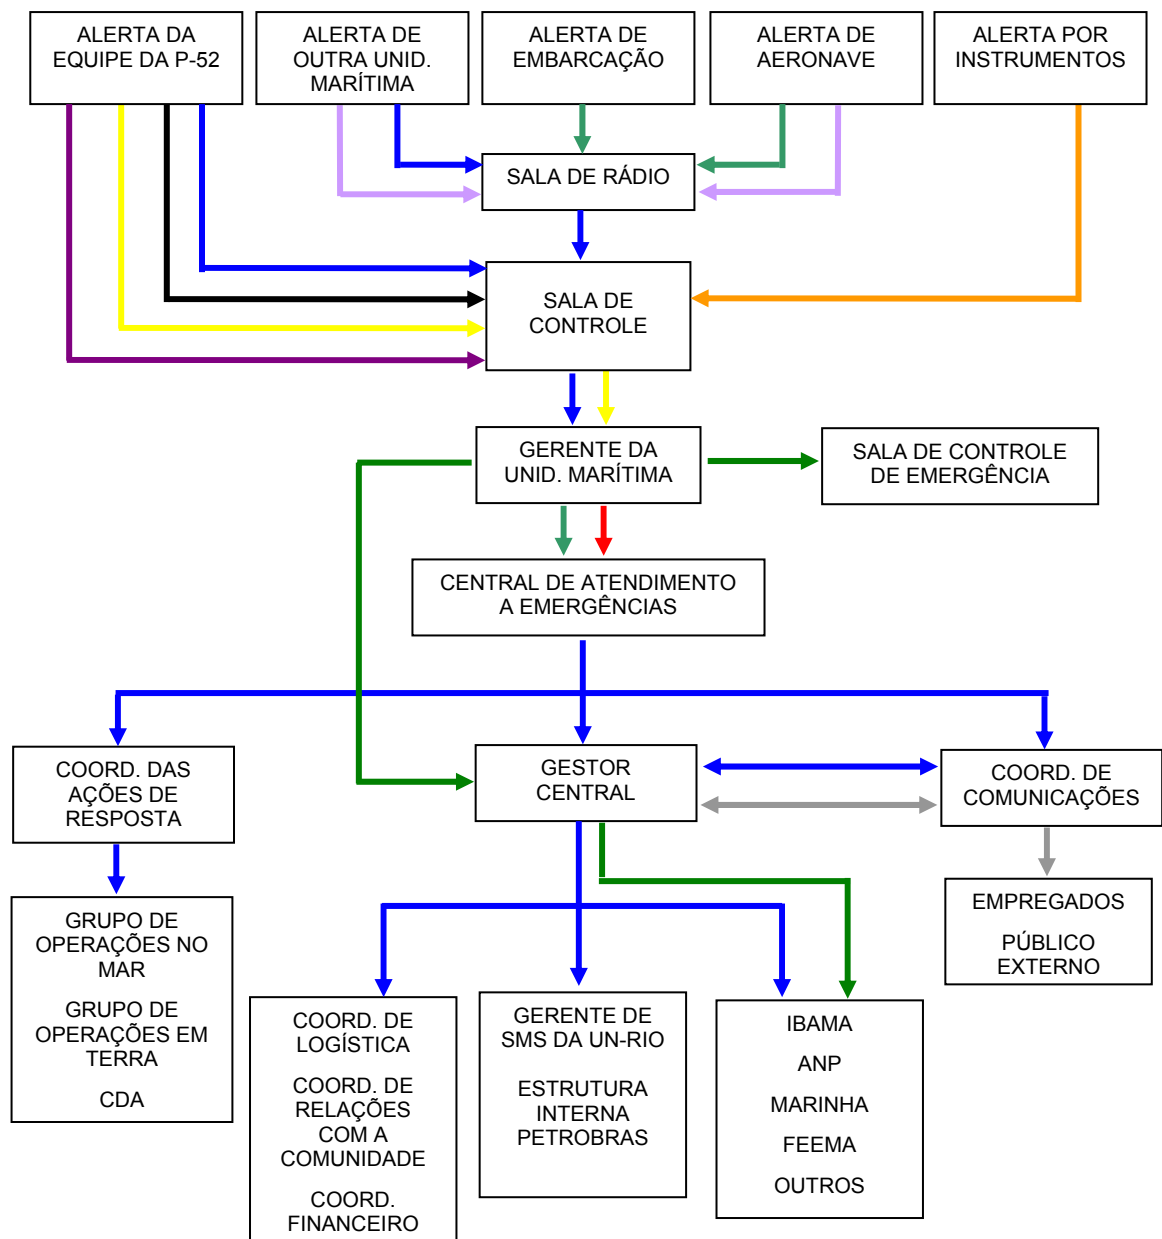 ALERTA DA
EQUIPE DA P-52
ALERTA DE
OUTRA UNID.
MARÍTIMA
ALERTA DE
EMBARCAÇÃO
ALERTA DE
AERONAVE
ALERTA POR
INSTRUMENTOS
SALA DE RÁDIO
SALA DE
CONTROLE
GERENTE DA
UNID. MARÍTIMA
SALA DE CONTROLE
DE EMERGÊNCIA
CENTRAL DE ATENDIMENTO
A EMERGÊNCIAS
COORD. DAS
AÇÕES DE
RESPOSTA
GESTOR
CENTRAL
COORD. DE
COMUNICAÇÕES
GRUPO DE
OPERAÇÕES NO
MAR
GRUPO DE
OPERAÇÕES EM
TERRA
CDA
EMPREGADOS
PÚBLICO
EXTERNO
COORD. DE
LOGÍSTICA
COORD. DE
RELAÇÕES
COM A
COMUNIDADE
COORD.
FINANCEIRO
GERENTE DE
SMS DA UN-RIO
ESTRUTURA
INTERNA
PETROBRAS
IBAMA
ANP
MARINHA
FEEMA
OUTROS